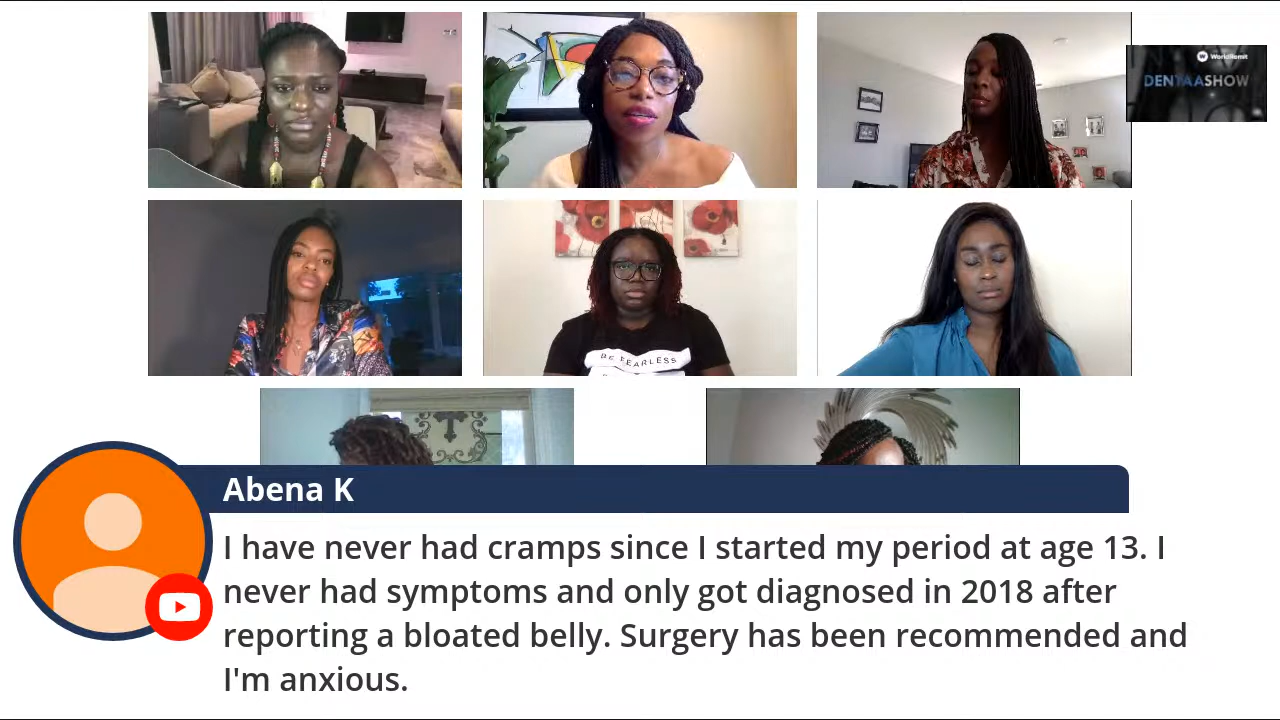 WorldRemit
DENTAASHOW
BE FEARLESS
Abena K
I have never had cramps since I started my period at age 13. I
never had symptoms and only got diagnosed in 2018 after
reporting a bloated belly. Surgery has been recommended and
I'm anxious.